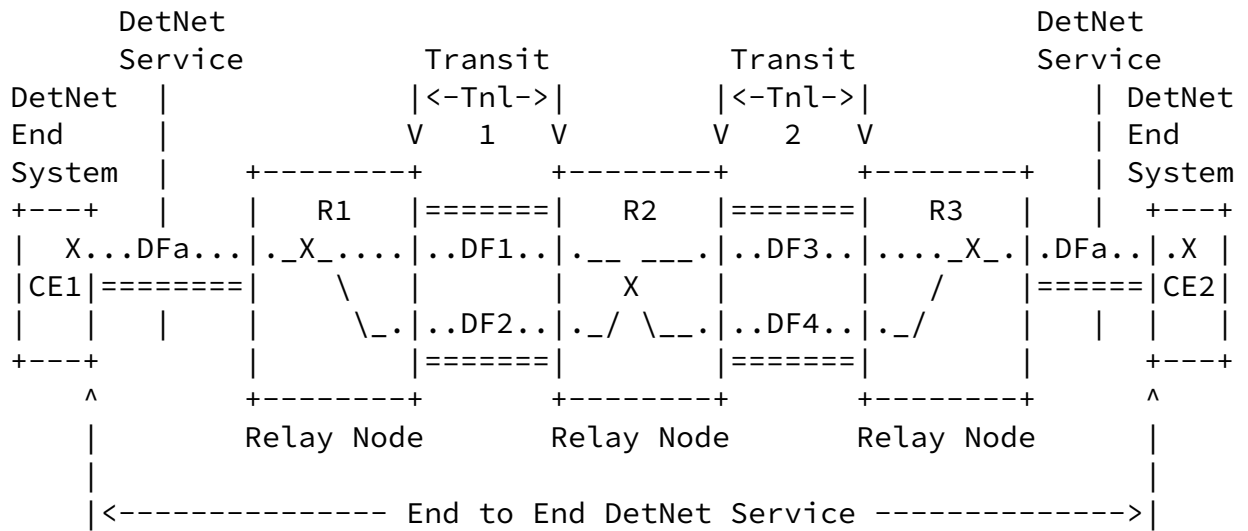 DetNet                                             DetNet
      Service         Transit          Transit           Service
DetNet  |             |<-Tnl->|        |<-Tnl->|            | DetNet
End     |             V   1   V        V   2   V            | End
System  |    +--------+       +--------+       +--------+   | System
+---+   |    |   R1   |=======|   R2   |=======|   R3   |   |  +---+
|  X...DFa...|._X_....|..DF1..|.__ ___.|..DF3..|...._X_.|.DFa..|.X |
|CE1|========|    \   |       |   X    |       |   /    |======|CE2|
|   |   |    |     \_.|..DF2..|._/ \__.|..DF4..|._/     |   |  |   |
+---+        |        |=======|        |=======|        |      +---+
    ^        +--------+       +--------+       +--------+      ^
    |        Relay Node       Relay Node       Relay Node      |
    |                                                          |
    |<--------------- End to End DetNet Service -------------->|